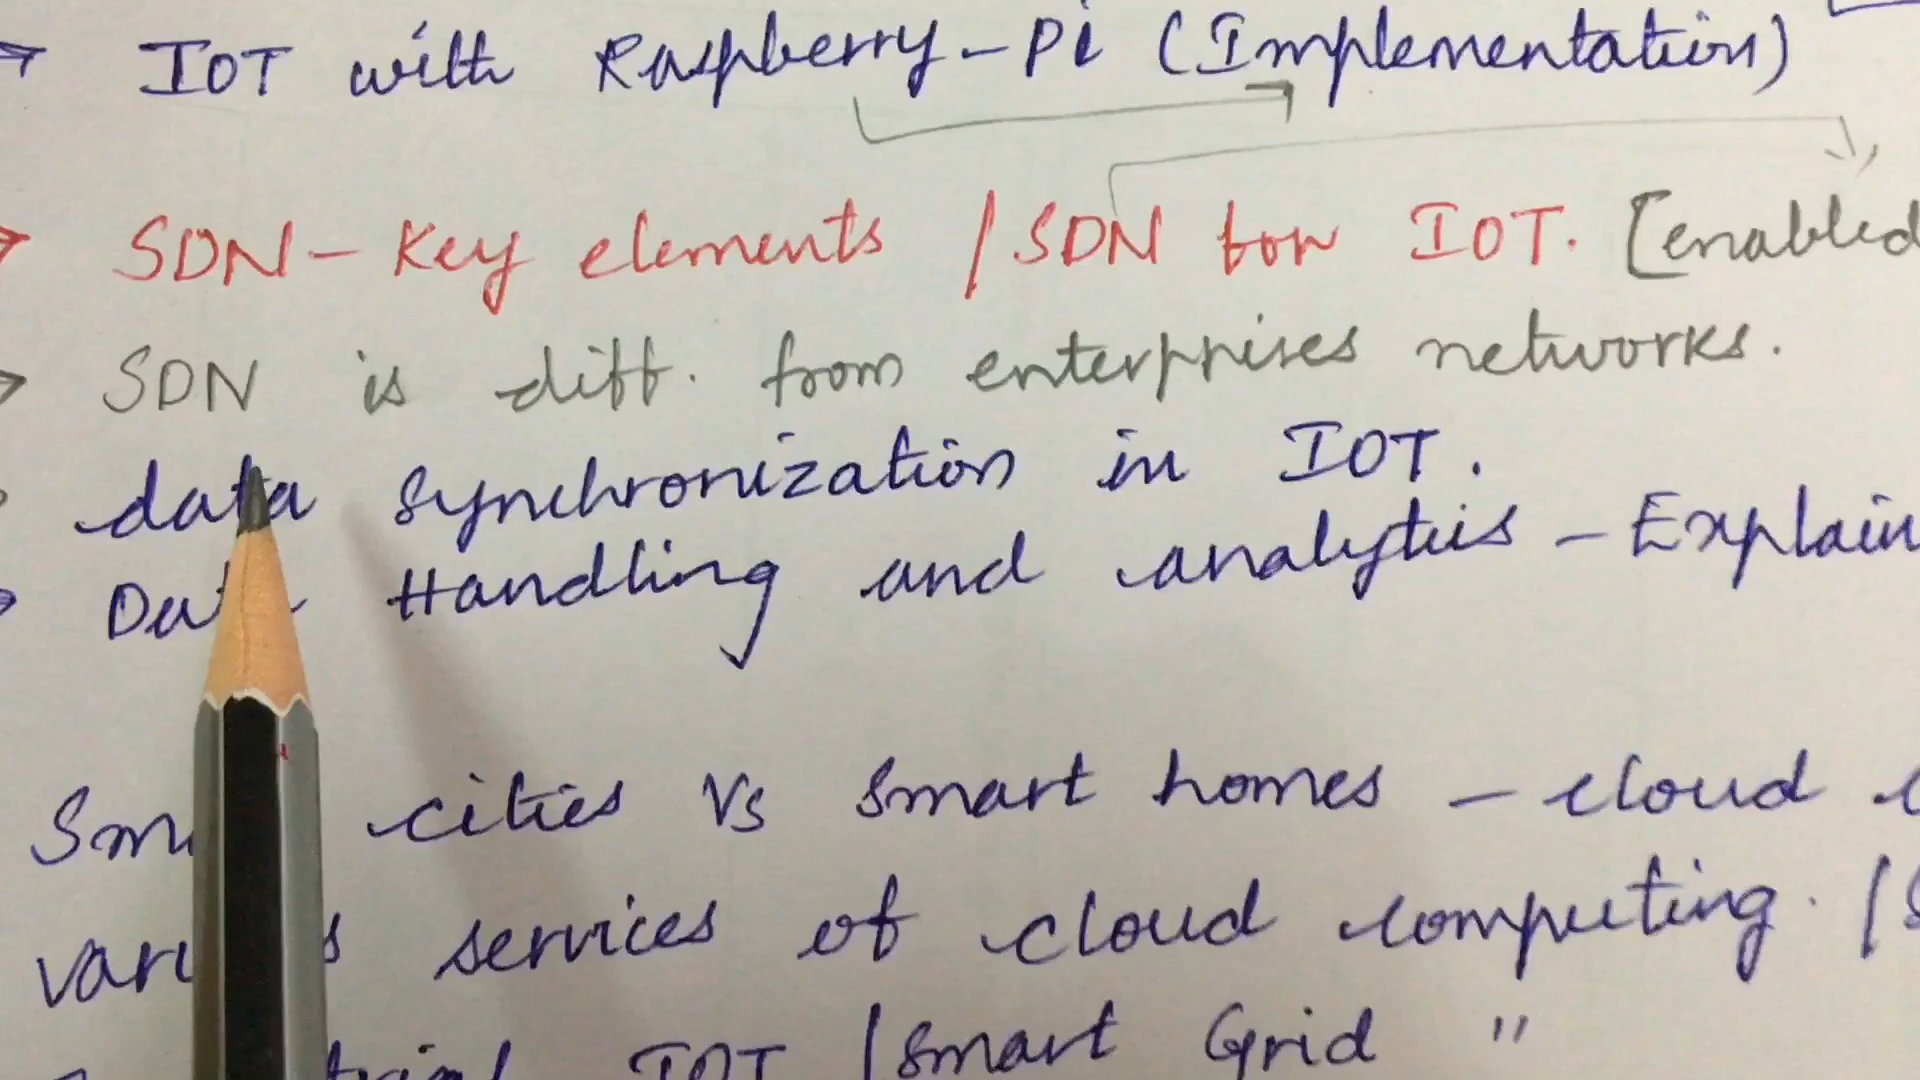 → IOT with Raspberry-Pi (Implementation)
→ SDN - Key elements / SDN for IOT. [enabled
→ SDN is diff. from enterprises networks.
data synchronization in IOT.
Data Handling and analytics - Explain
cities Vs Smart homes - cloud
services of cloud computing. /
IOT / Smart Grid "